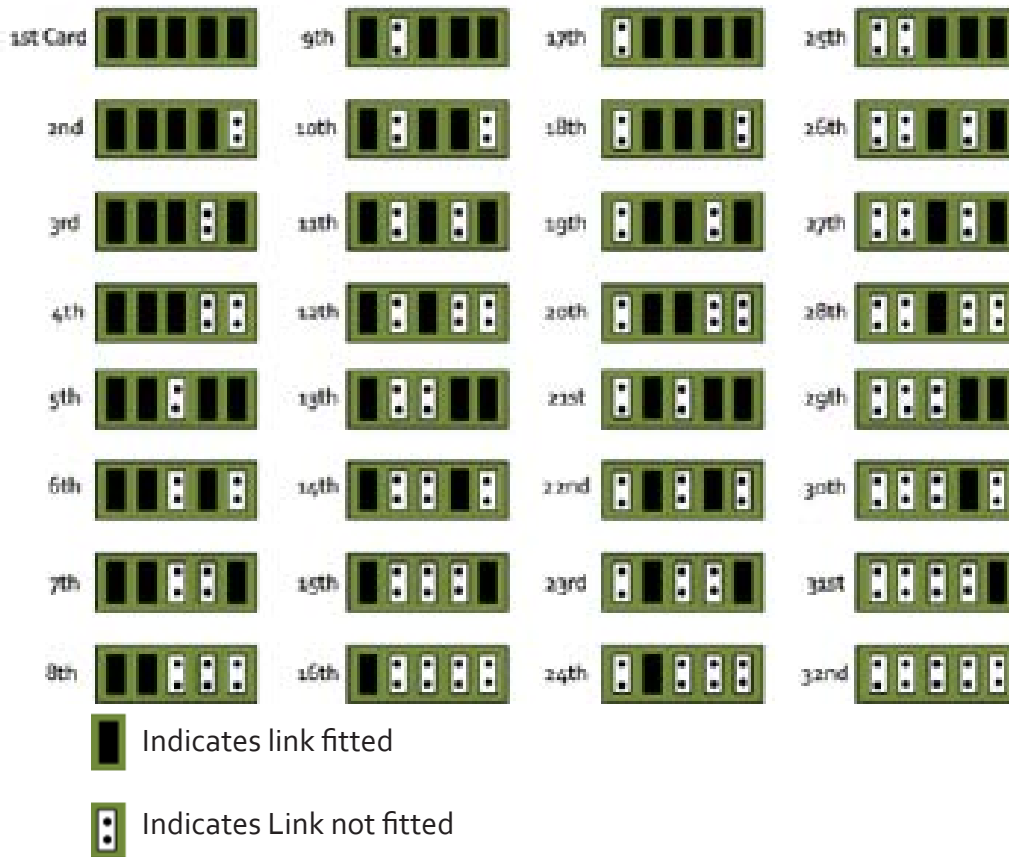 1st Card 9th 17th 25th
2nd 10th 18th 26th
3rd 11th 19th 27th
4th 12th 20th 28th
5th 13th 21st 29th
6th 14th 22nd 30th
7th 15th 23rd 31st
8th 16th 24th 32nd
Indicates link fitted
Indicates Link not fitted